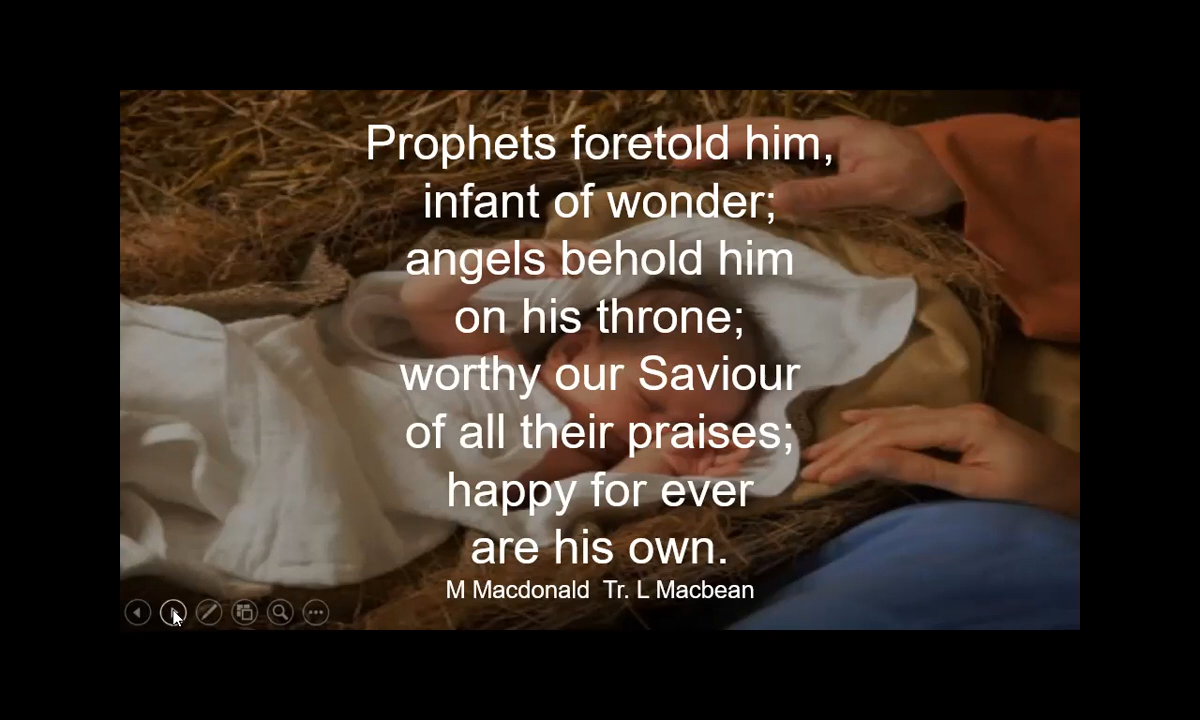 Prophets foretold him,
infant of wonder;
angels behold him
on his throne;
worthy our Saviour
of all their praises;
happy for ever
are his own.
M Macdonald  Tr. L Macbean